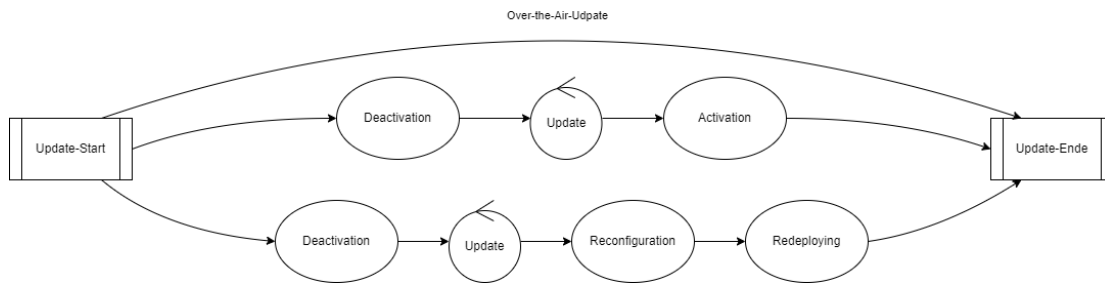 Over-the-Air-Udpate
Deactivation
Update
Activation
Update-Start
Update-Ende
Deactivation
Update
Reconfiguration
Redeploying